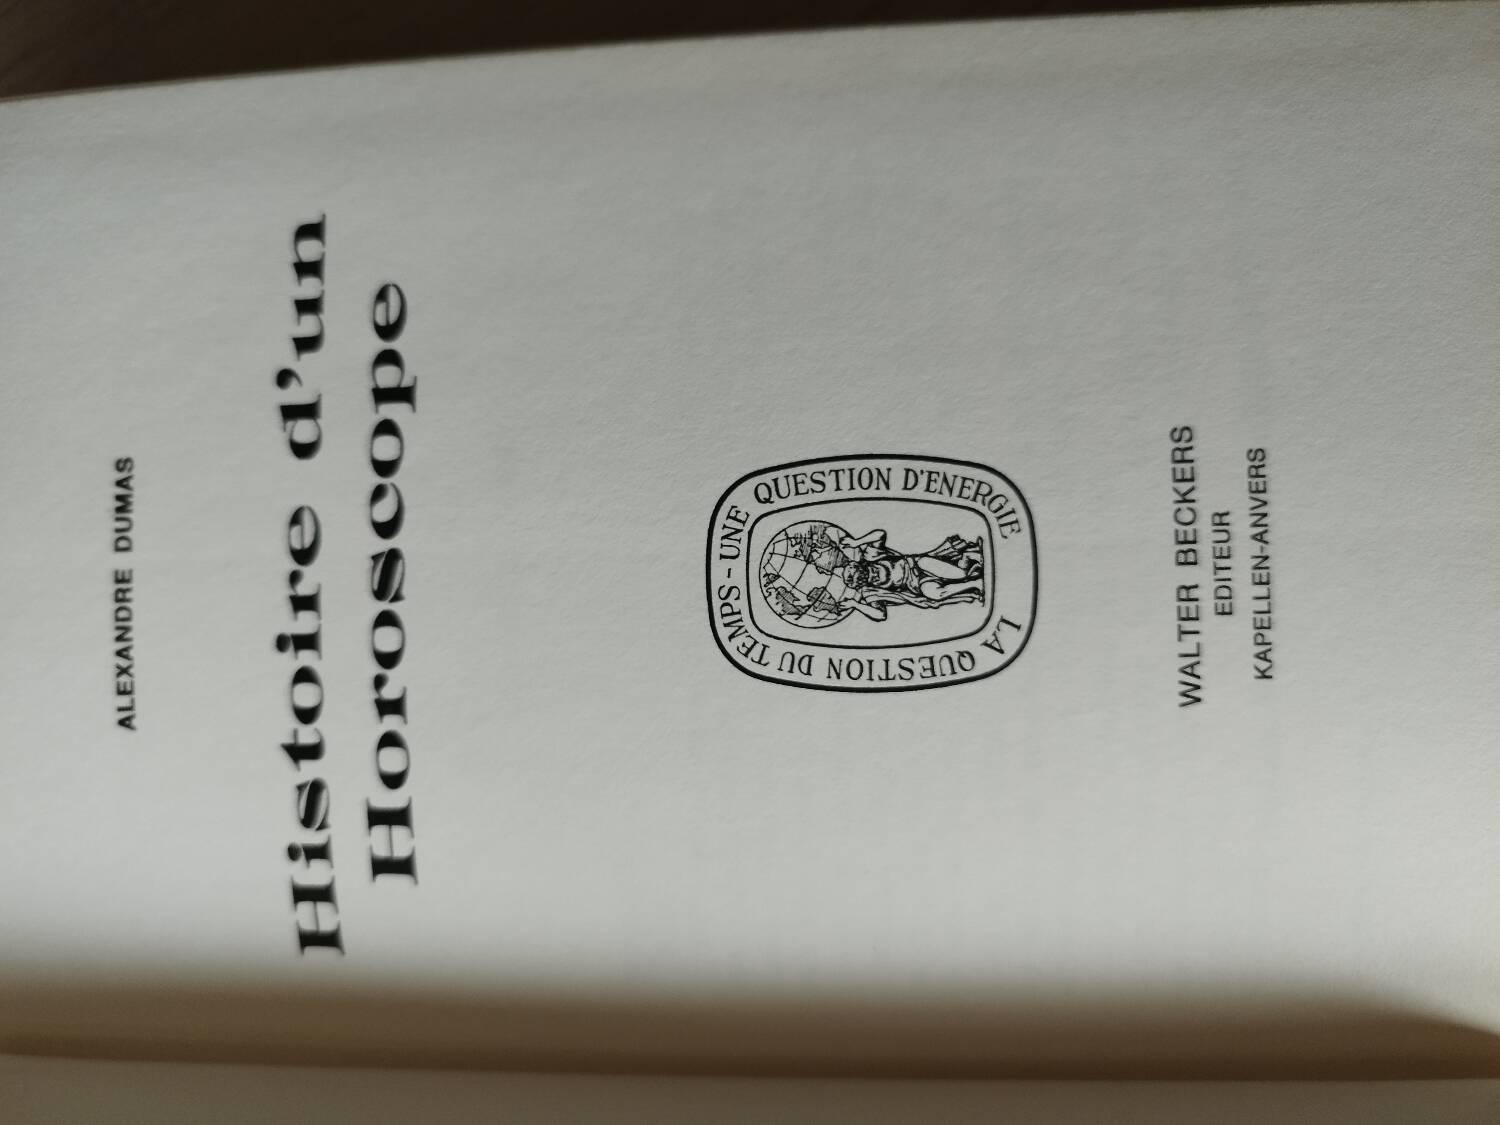 ALEXANDRE DUMAS
Histoire d'un
Horoscope
LA QUESTION DU TEMPS - UNE QUESTION D'ENERGIE
WALTER BECKERS
EDITEUR
KAPELLEN-ANVERS